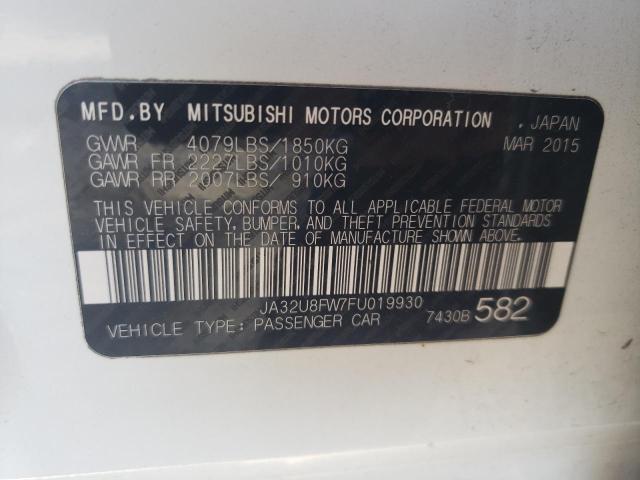 MFD.BY MITSUBISHI MOTORS CORPORATION . JAPAN
GVWR 4079LBS/1850KG MAR 2015
GAWR FR 2227LBS/1010KG
GAWR RR 2007LBS/ 910KG
THIS VEHICLE CONFORMS TO ALL APPLICABLE FEDERAL MOTOR
VEHICLE SAFETY, BUMPER, AND THEFT PREVENTION STANDARDS
IN EFFECT ON THE DATE OF MANUFACTURE SHOWN ABOVE.
JA32U8FW7FU019930
VEHICLE TYPE: PASSENGER CAR 7430B 582